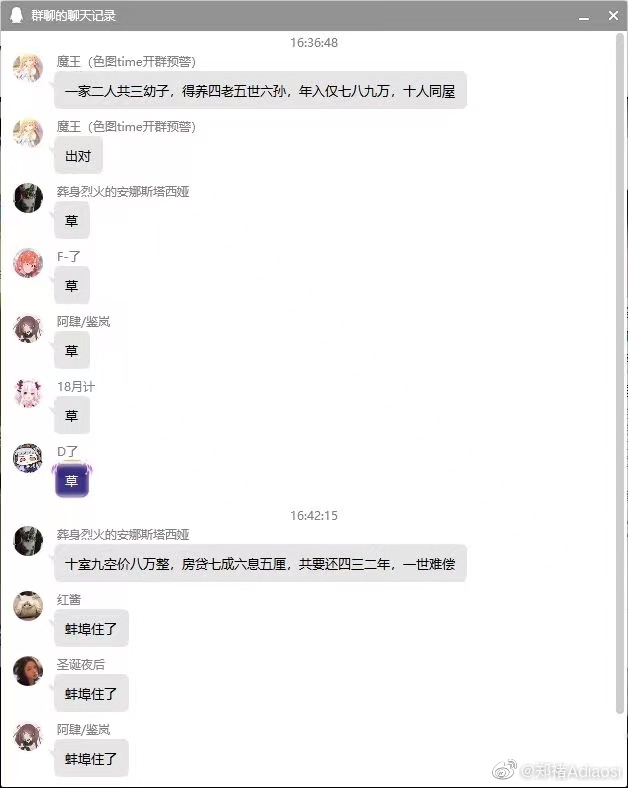 群聊的聊天记录
16:36:48
魔王（色图time开群预警）
一家二人共三幼子，得养四老五世六孙，年入仅七八九万，十人同屋
魔王（色图time开群预警）
出对
葬身烈火的安娜斯塔西娅
草
F-了
草
阿肆/鉴岚
草
18月计
草
D了
草
16:42:15
葬身烈火的安娜斯塔西娅
十室九空价八万整，房贷七成六息五厘，共要还四三二年，一世难偿
红酱
蚌埠住了
圣诞夜后
蚌埠住了
阿肆/鉴岚
蚌埠住了
@郑楷Adiaosi